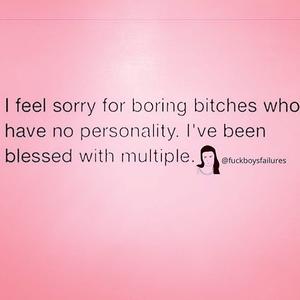 I feel sorry for boring bitches who
have no personality. I've been
blessed with multiple.
@fuckboysfailures